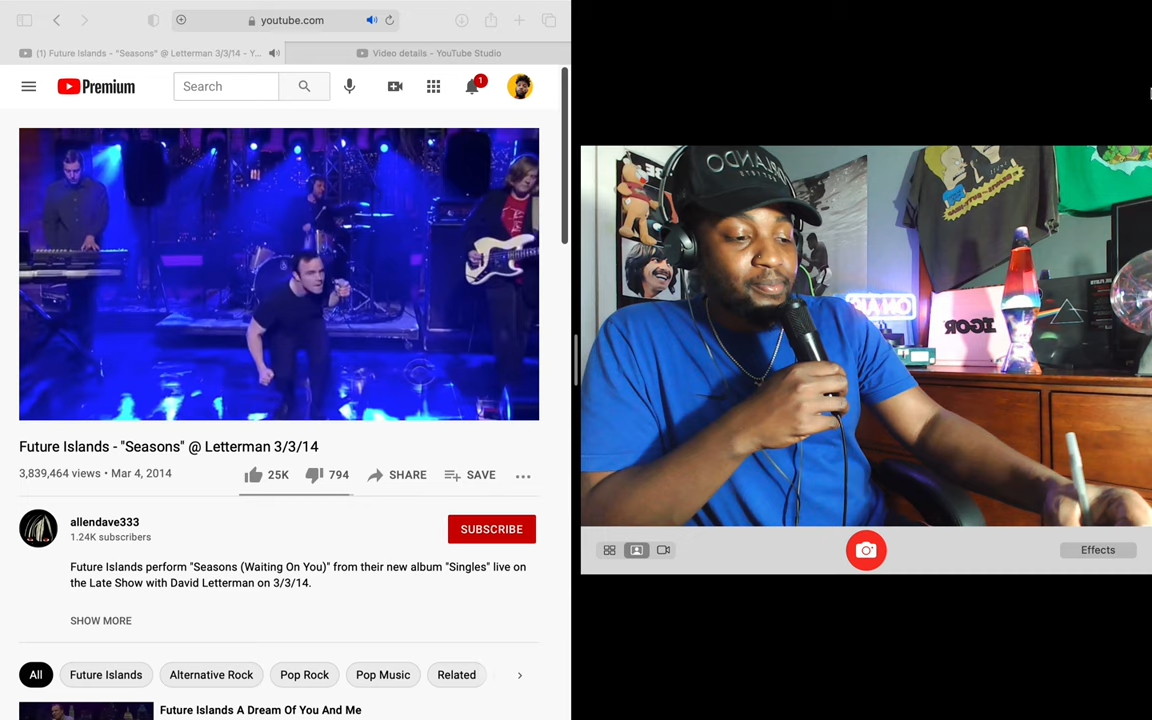 youtube.com
(1) Future Islands - "Seasons" @ Letterman 3/3/14 - Y...
Video details - YouTube Studio
Premium
Search
1
Future Islands - "Seasons" @ Letterman 3/3/14
3,839,464 views • Mar 4, 2014
25K
794
SHARE
SAVE
allendave333
1.24K subscribers
SUBSCRIBE
Future Islands perform "Seasons (Waiting On You)" from their new album "Singles" live on
the Late Show with David Letterman on 3/3/14.
SHOW MORE
All
Future Islands
Alternative Rock
Pop Rock
Pop Music
Related
Future Islands A Dream Of You And Me
ORLANDO
ON AIR
IGOR
Effects